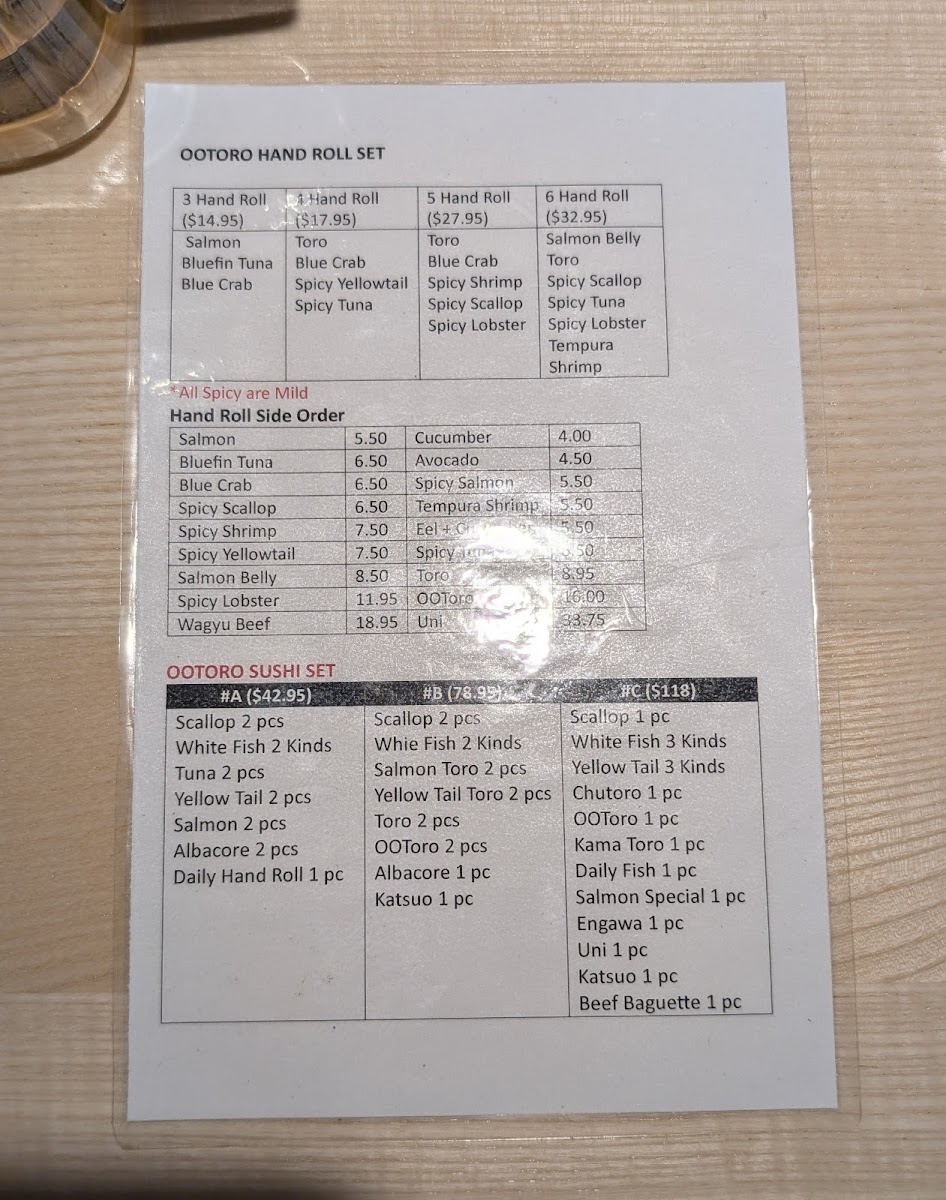 OOTORO HAND ROLL SET
3 Hand Roll ($14.95)
Salmon
Bluefin Tuna
Blue Crab
4 Hand Roll ($17.95)
Toro
Blue Crab
Spicy Yellowtail
Spicy Tuna
5 Hand Roll ($27.95)
Toro
Blue Crab
Spicy Shrimp
Spicy Scallop
Spicy Lobster
6 Hand Roll ($32.95)
Salmon Belly
Toro
Spicy Scallop
Spicy Tuna
Spicy Lobster
Tempura
Shrimp
*All Spicy are Mild
Hand Roll Side Order
Salmon 5.50 Cucumber 4.00
Bluefin Tuna 6.50 Avocado 4.50
Blue Crab 6.50 Spicy Salmon 5.50
Spicy Scallop 6.50 Tempura Shrimp 5.50
Spicy Shrimp 7.50 Eel + 5.50
Spicy Yellowtail 7.50 Spicy
Salmon Belly 8.50 Toro 8.95
Spicy Lobster 11.95 OOToro 16.00
Wagyu Beef 18.95 Uni 33.75
OOTORO SUSHI SET
#A ($42.95)
Scallop 2 pcs
White Fish 2 Kinds
Tuna 2 pcs
Yellow Tail 2 pcs
Salmon 2 pcs
Albacore 2 pcs
Daily Hand Roll 1 pc
#B (78.95)
Scallop 2 pcs
Whie Fish 2 Kinds
Salmon Toro 2 pcs
Yellow Tail Toro 2 pcs
Toro 2 pcs
OOToro 2 pcs
Albacore 1 pc
Katsuo 1 pc
#C ($118)
Scallop 1 pc
White Fish 3 Kinds
Yellow Tail 3 Kinds
Chutoro 1 pc
OOToro 1 pc
Kama Toro 1 pc
Daily Fish 1 pc
Salmon Special 1 pc
Engawa 1 pc
Uni 1 pc
Katsuo 1 pc
Beef Baguette 1 pc